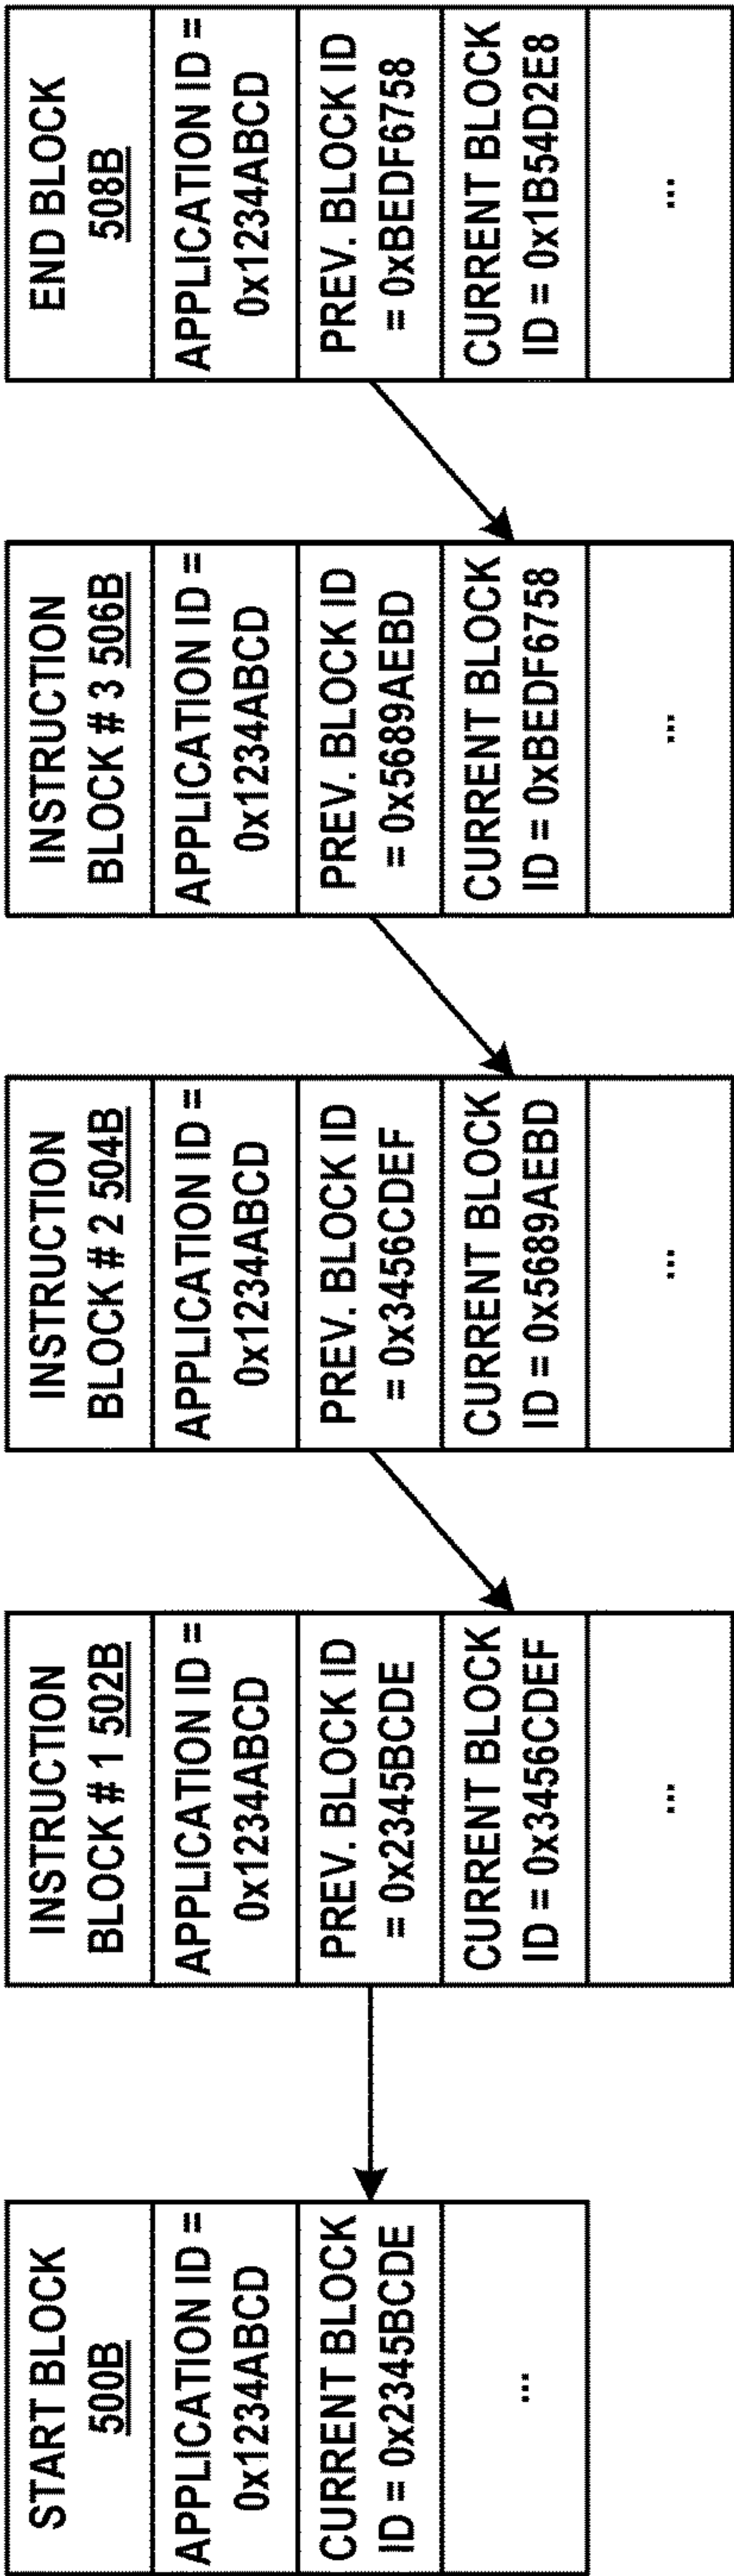 START BLOCK
500B
APPLICATION ID =
0x1234ABCD
CURRENT BLOCK
ID = 0x2345BCDE
...
INSTRUCTION
BLOCK # 1 502B
APPLICATION ID =
0x1234ABCD
PREV. BLOCK ID
= 0x2345BCDE
CURRENT BLOCK
ID = 0x3456CDEF
...
INSTRUCTION
BLOCK # 2 504B
APPLICATION ID =
0x1234ABCD
PREV. BLOCK ID
= 0x3456CDEF
CURRENT BLOCK
ID = 0x5689AEBD
...
INSTRUCTION
BLOCK # 3 506B
APPLICATION ID =
0x1234ABCD
PREV. BLOCK ID
= 0x5689AEBD
CURRENT BLOCK
ID = 0xBEDF6758
...
END BLOCK
508B
APPLICATION ID =
0x1234ABCD
PREV. BLOCK ID
= 0xBEDF6758
CURRENT BLOCK
ID = 0x1B54D2E8
...